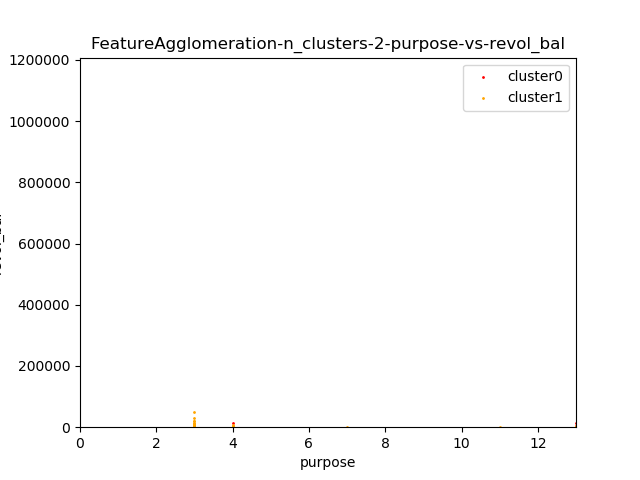 FeatureAgglomeration-n_clusters-2-purpose-vs-revol_bal
cluster0
cluster1
1200000
1000000
800000
600000
400000
200000
0
0 2 4 6 8 10 12
purpose